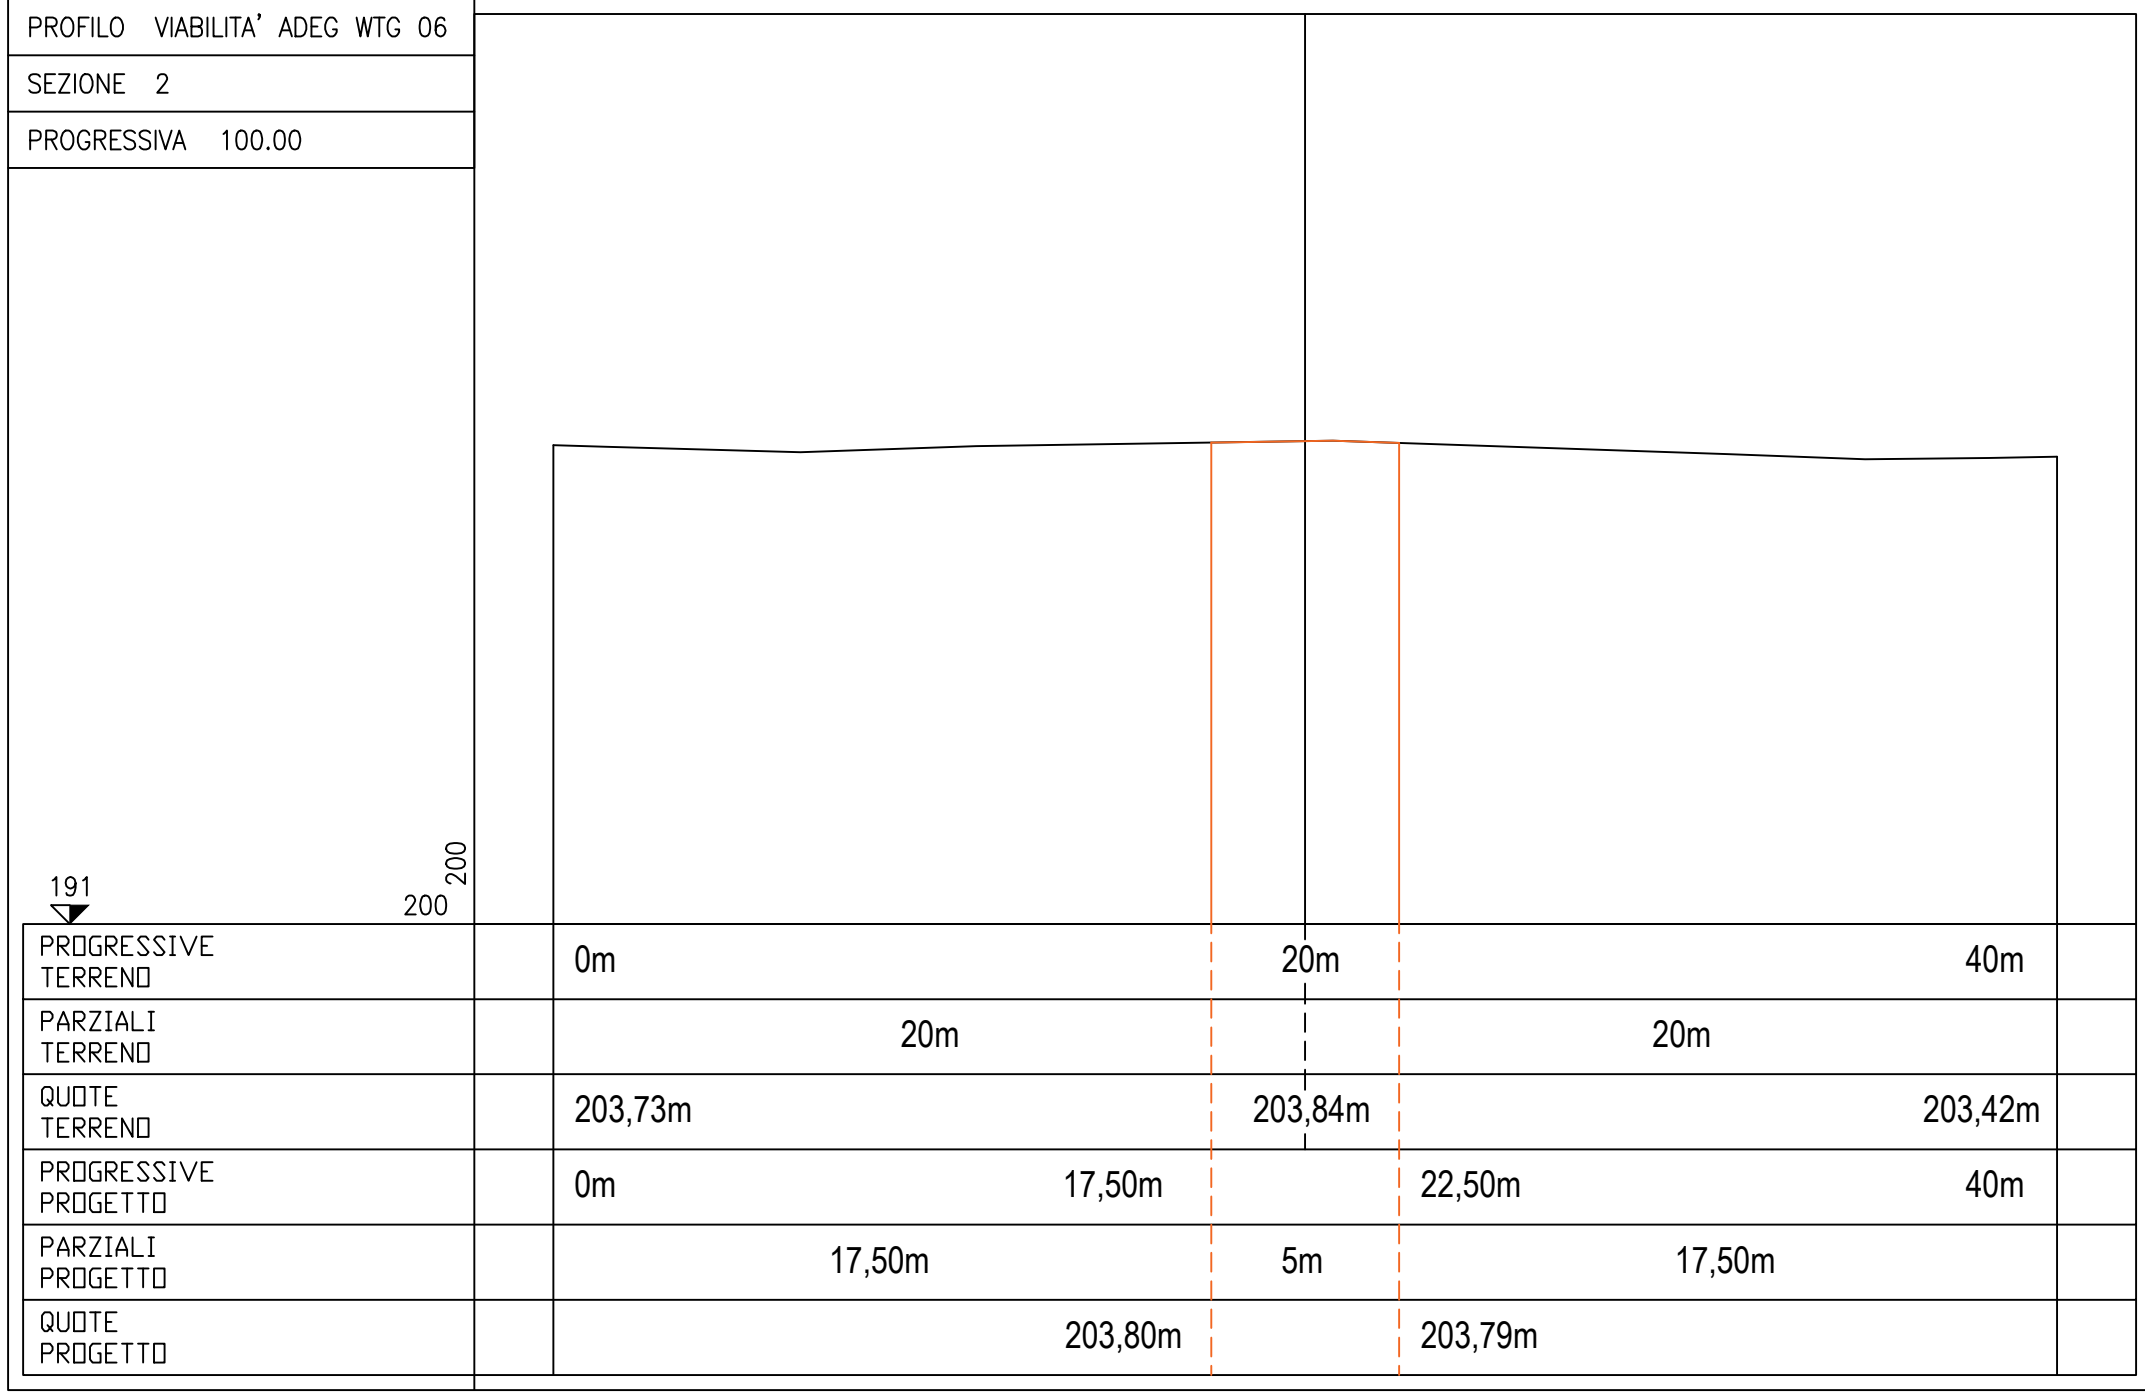 PROFILO VIABILITA' ADEG WTG 06
SEZIONE 2
PROGRESSIVA 100.00
200
191
200
PROGRESSIVE
TERRENO
0m 20m 40m
PARZIALI
TERRENO
20m 20m
QUOTE
TERRENO
203,73m 203,84m 203,42m
PROGRESSIVE
PROGETTO
0m 17,50m 22,50m 40m
PARZIALI
PROGETTO
17,50m 5m 17,50m
QUOTE
PROGETTO
203,80m 203,79m